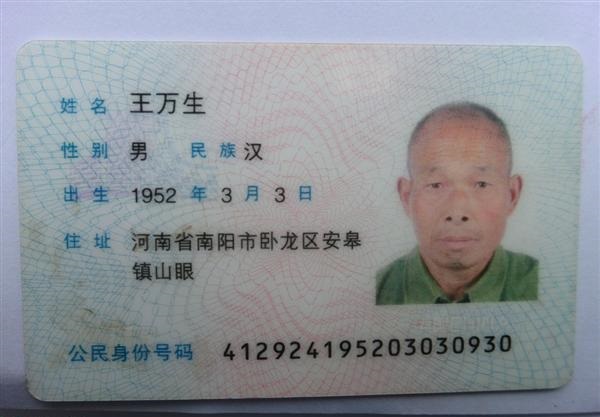 姓名 王万生
性别 男 民族 汉
出生 1952 年 3 月 3 日
住址 河南省南阳市卧龙区安皋
镇山眼
公民身份号码 412924195203030930